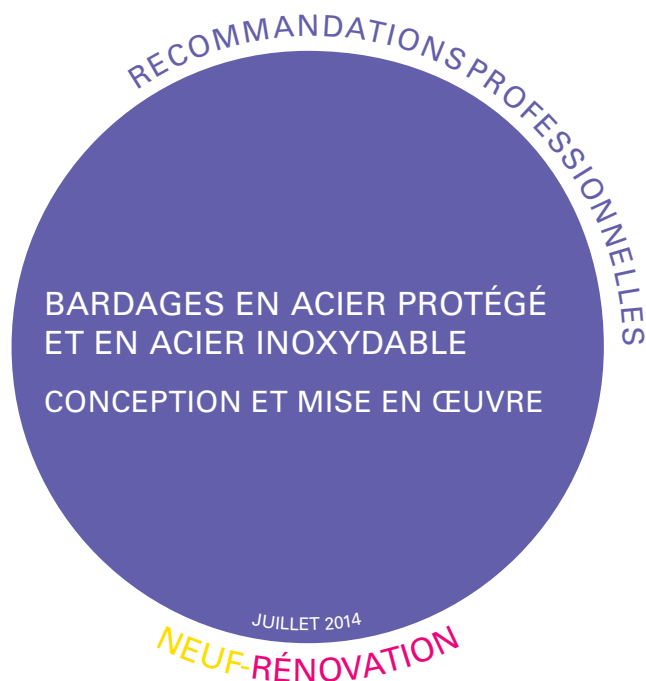 RECOMMANDATIONS PROFESSIONNELLES
BARDAGES EN ACIER PROTÉGÉ
ET EN ACIER INOXYDABLE
CONCEPTION ET MISE EN ŒUVRE
JUILLET 2014
NEUF-RÉNOVATION